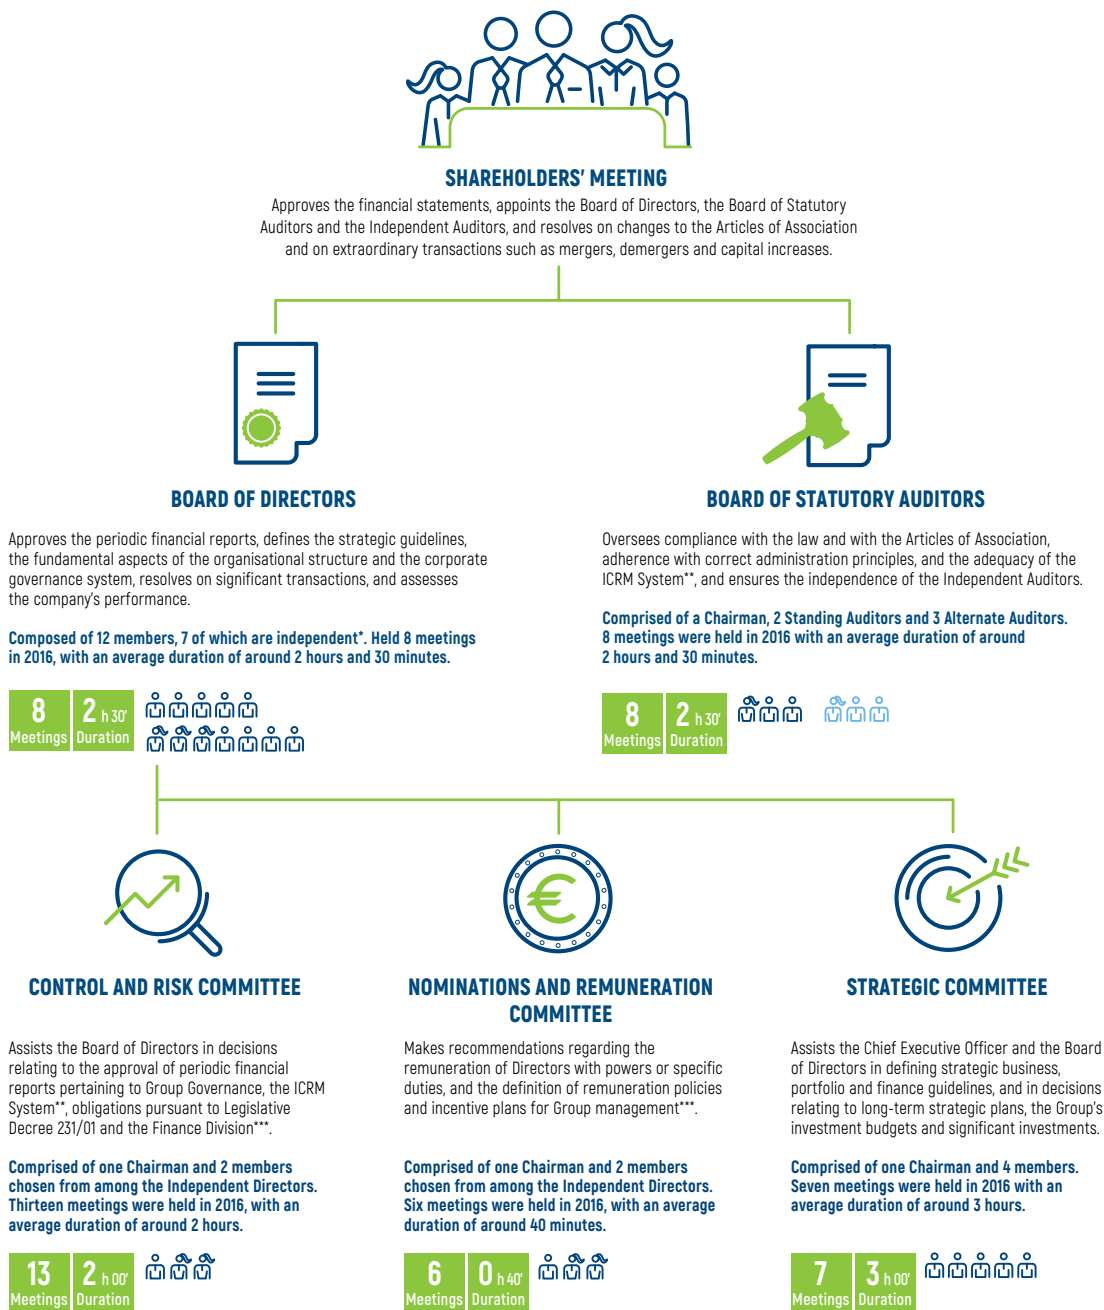 SHAREHOLDERS' MEETING
Approves the financial statements, appoints the Board of Directors, the Board of Statutory
Auditors and the Independent Auditors, and resolves on changes to the Articles of Association
and on extraordinary transactions such as mergers, demergers and capital increases.
BOARD OF DIRECTORS
Approves the periodic financial reports, defines the strategic guidelines,
the fundamental aspects of the organisational structure and the corporate
governance system, resolves on significant transactions, and assesses
the company's performance.
Composed of 12 members, 7 of which are independent*. Held 8 meetings
in 2016, with an average duration of around 2 hours and 30 minutes.
8
Meetings
2 h 30'
Duration
BOARD OF STATUTORY AUDITORS
Oversees compliance with the law and with the Articles of Association,
adherence with correct administration principles, and the adequacy of the
ICRM System**, and ensures the independence of the Independent Auditors.
Comprised of a Chairman, 2 Standing Auditors and 3 Alternate Auditors.
8 meetings were held in 2016 with an average duration of around
2 hours and 30 minutes.
8
Meetings
2 h 30'
Duration
€
CONTROL AND RISK COMMITTEE
Assists the Board of Directors in decisions
relating to the approval of periodic financial
reports pertaining to Group Governance, the ICRM
System**, obligations pursuant to Legislative
Decree 231/01 and the Finance Division***.
Comprised of one Chairman and 2 members
chosen from among the Independent Directors.
Thirteen meetings were held in 2016, with an
average duration of around 2 hours.
13
Meetings
2 h 00'
Duration
NOMINATIONS AND REMUNERATION
COMMITTEE
Makes recommendations regarding the
remuneration of Directors with powers or specific
duties, and the definition of remuneration policies
and incentive plans for Group management***.
Comprised of one Chairman and 2 members
chosen from among the Independent Directors.
Six meetings were held in 2016, with an average
duration of around 40 minutes.
6
Meetings
0 h 40'
Duration
STRATEGIC COMMITTEE
Assists the Chief Executive Officer and the Board
of Directors in defining strategic business,
portfolio and finance guidelines, and in decisions
relating to long-term strategic plans, the Group's
investment budgets and significant investments.
Comprised of one Chairman and 4 members.
Seven meetings were held in 2016 with an
average duration of around 3 hours.
7
Meetings
3 h 00'
Duration